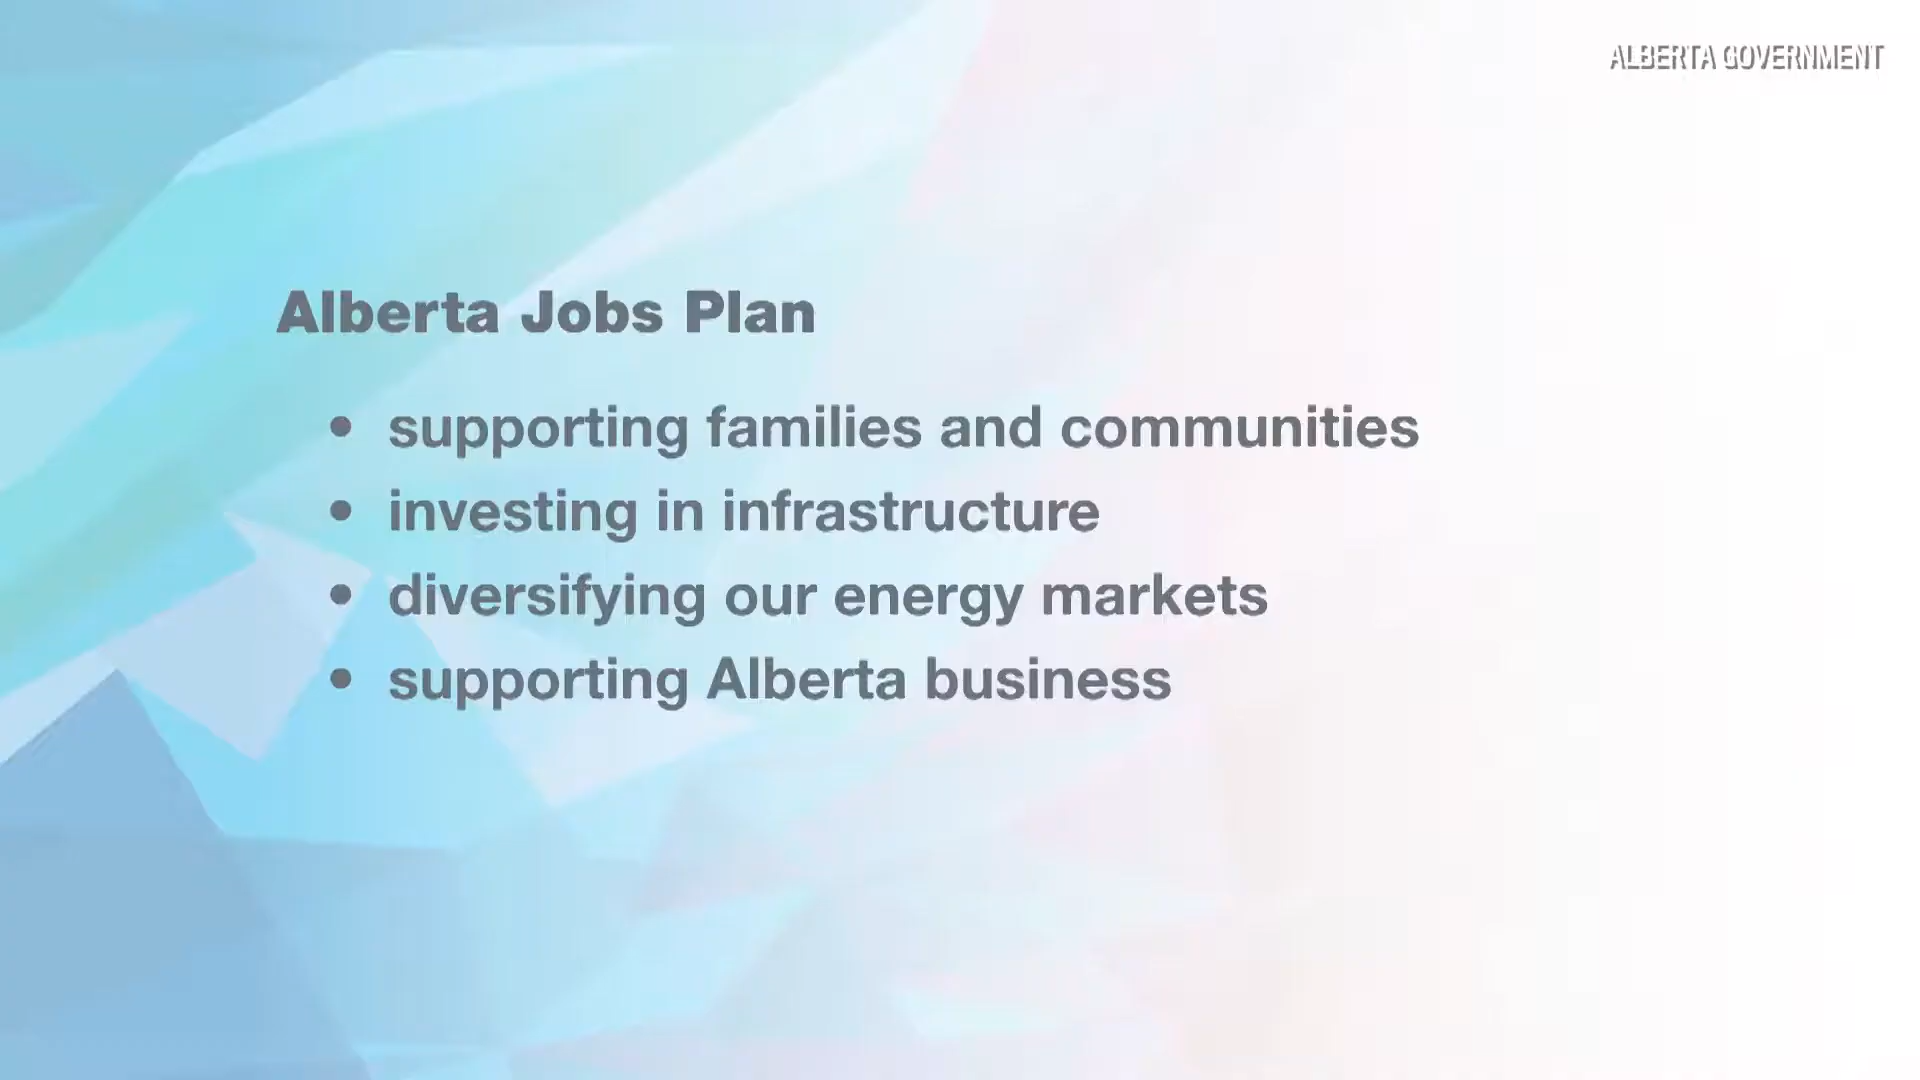 ALBERTA GOVERNMENT
Alberta Jobs Plan
• supporting families and communities
• investing in infrastructure
• diversifying our energy markets
• supporting Alberta business